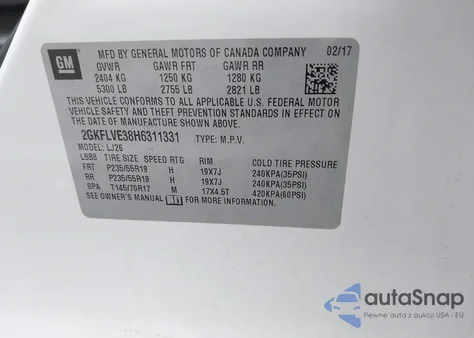 GM
MFD BY GENERAL MOTORS OF CANADA COMPANY 02/17
GVWR GAWR FRT GAWR RR
2404 KG 1250 KG 1280 KG
5300 LB 2755 LB 2821 LB
THIS VEHICLE CONFORMS TO ALL APPLICABLE U.S. FEDERAL MOTOR
VEHICLE SAFETY AND THEFT PREVENTION STANDARDS IN EFFECT ON
THE DATE OF MANUFACTURE SHOWN ABOVE.
2GKFLVE38H6311331 TYPE: M.P.V.
MODEL: LJ26
LBB8 TIRE SIZE SPEED RTG RIM COLD TIRE PRESSURE
FRT P235/55R19 H 19X7J 240KPA(35PSI)
RR P235/55R19 H 19X7J 240KPA(35PSI)
SPA T145/70R17 M 17X4.5T 420KPA(60PSI)
SEE OWNER'S MANUAL FOR MORE INFORMATION.
autaSnap
Pewne auta z aukcji USA i EU